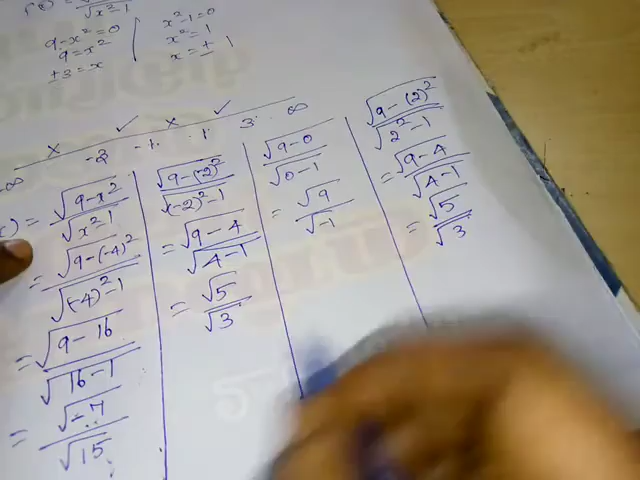 √x²-1
9-x²=0
9=x²
±3=x
x²-1=0
x²=1
x=±1
x ✓ x ✓
-∞ -3 -1 1 3 ∞
= √9-x² / √x²-1
= √9-(-4)² / √(-4)²-1
= √9-16 / √16-1
= √-7 / √15
√9-(-2)² / √(-2)²-1
= √9-4 / √4-1
= √5 / √3
√9-0 / √0-1
= √9 / √-1
√9-(2)² / √2²-1
= √9-4 / √4-1
= √5 / √3